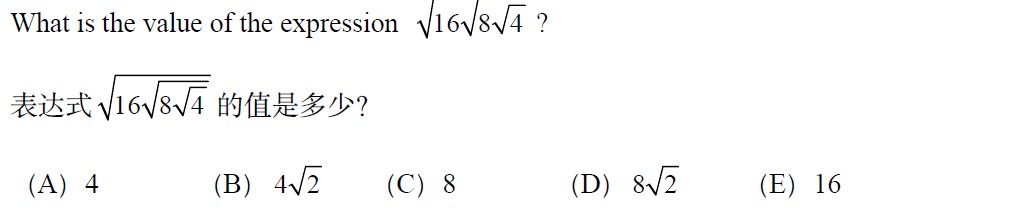 What is the value of the expression √16√8√4 ?
表达式 √16√8√4 的值是多少?
(A) 4 (B) 4√2 (C) 8 (D) 8√2 (E) 16